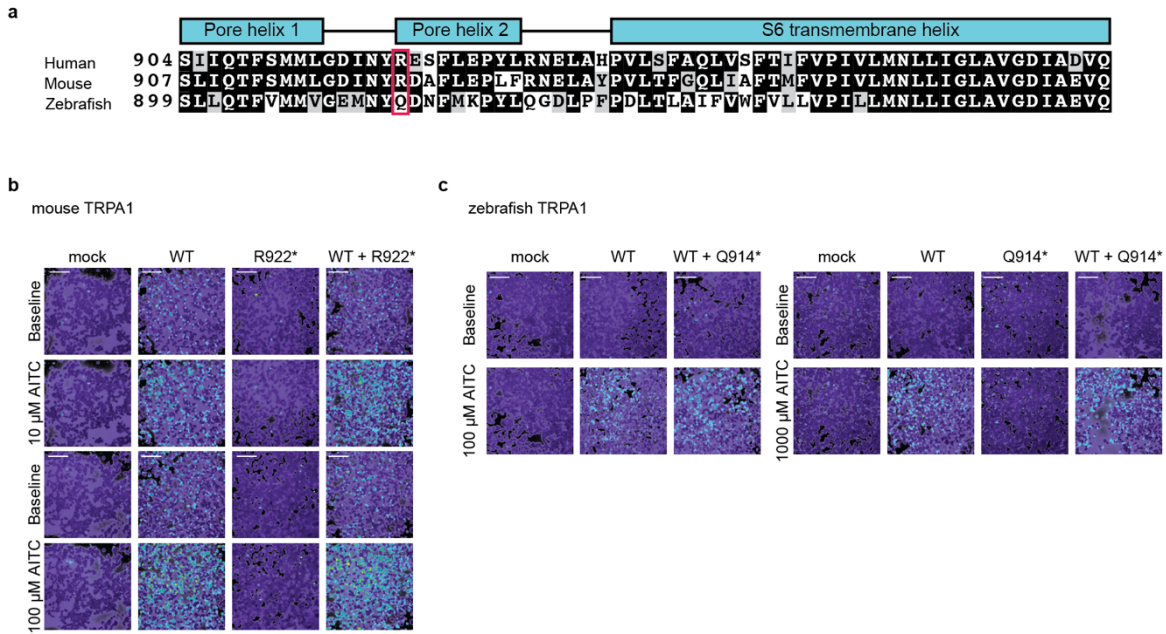 a
Pore helix 1 Pore helix 2 S6 transmembrane helix
Human 904 SIIQTFSMMLGDINYRESFLEPYLRNELAHPVLSFAQLVSFTIFVPIVLMNLLIGLAVGDIADVQ
Mouse 907 SLIQTFSMMLGDINYRDAFLEPLFRNELAYPVLTFGQLIAFTMFVPIVLMNLLIGLAVGDIAEVQ
Zebrafish 899 SLLQTFVMMVGEMNYQDNFMKPYLQGDLPFPDLTLAIFVWFVLLVPILLMNLLIGLAVGDIAEVQ
b
mouse TRPA1
mock WT R922* WT + R922*
Baseline
10 µM AITC
Baseline
100 µM AITC
c
zebrafish TRPA1
mock WT WT + Q914*
Baseline
100 µM AITC
mock WT Q914* WT + Q914*
Baseline
1000 µM AITC